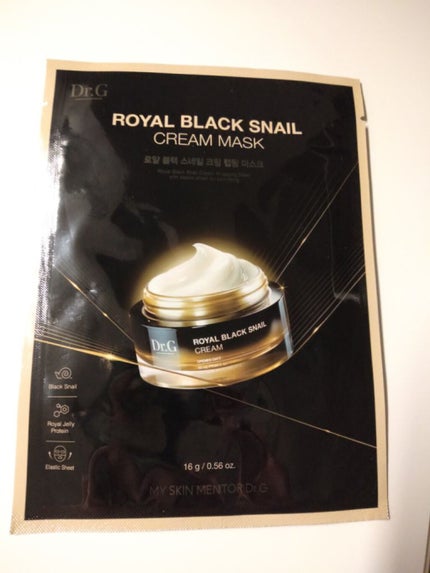 Dr.G
ROYAL BLACK SNAIL
CREAM MASK
로얄 블랙 스네일 크림 랩핑 마스크
Dr.G
ROYAL BLACK SNAIL
CREAM
Black Snail
Royal Jelly
Protein
Elastic Sheet
16 g / 0.56 oz.
MY SKIN MENTOR Dr.G